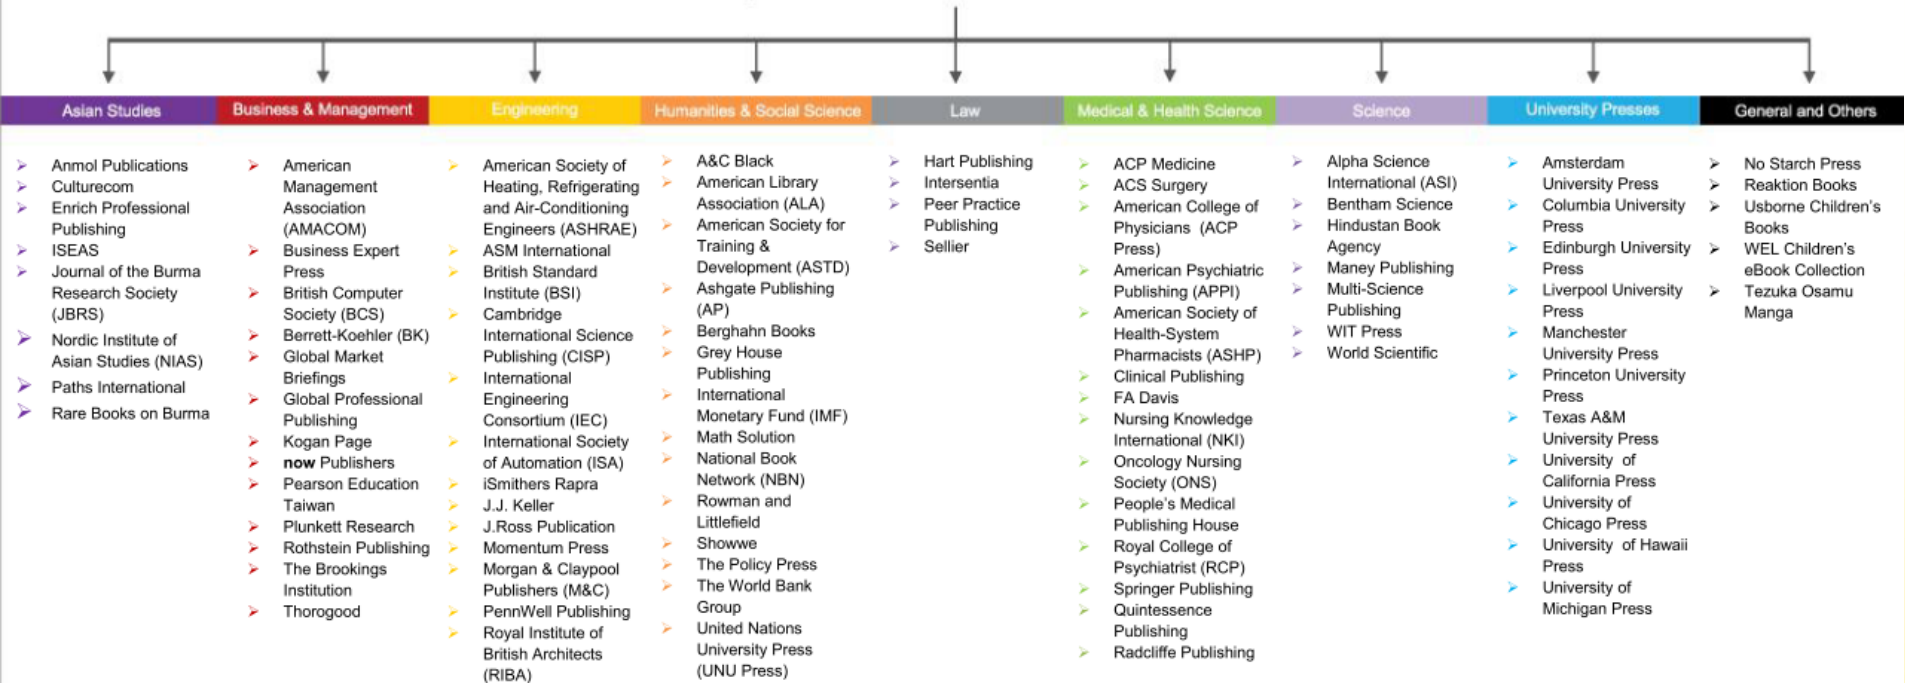 Asian Studies
Anmol Publications
Culturecom
Enrich Professional
Publishing
ISEAS
Journal of the Burma
Research Society
(JBRS)
Nordic Institute of
Asian Studies (NIAS)
Paths International
Rare Books on Burma
Business & Management
American
Management
Association
(AMACOM)
Business Expert
Press
British Computer
Society (BCS)
Berrett-Koehler (BK)
Global Market
Briefings
Global Professional
Publishing
Kogan Page
now Publishers
Pearson Education
Taiwan
Plunkett Research
Rothstein Publishing
The Brookings
Institution
Thorogood
Engineering
American Society of
Heating, Refrigerating
and Air-Conditioning
Engineers (ASHRAE)
ASM International
British Standard
Institute (BSI)
Cambridge
International Science
Publishing (CISP)
International
Engineering
Consortium (IEC)
International Society
of Automation (ISA)
iSmithers Rapra
J.J. Keller
J.Ross Publication
Momentum Press
Morgan & Claypool
Publishers (M&C)
PennWell Publishing
Royal Institute of
British Architects
(RIBA)
Humanities & Social Science
A&C Black
American Library
Association (ALA)
American Society for
Training &
Development (ASTD)
Ashgate Publishing
(AP)
Berghahn Books
Grey House
Publishing
International
Monetary Fund (IMF)
Math Solution
National Book
Network (NBN)
Rowman and
Littlefield
Showwe
The Policy Press
The World Bank
Group
United Nations
University Press
(UNU Press)
Law
Hart Publishing
Intersentia
Peer Practice
Publishing
Sellier
Medical & Health Science
ACP Medicine
ACS Surgery
American College of
Physicians (ACP
Press)
American Psychiatric
Publishing (APPI)
American Society of
Health-System
Pharmacists (ASHP)
Clinical Publishing
FA Davis
Nursing Knowledge
International (NKI)
Oncology Nursing
Society (ONS)
People's Medical
Publishing House
Royal College of
Psychiatrist (RCP)
Springer Publishing
Quintessence
Publishing
Radcliffe Publishing
Science
Alpha Science
International (ASI)
Bentham Science
Hindustan Book
Agency
Maney Publishing
Multi-Science
Publishing
WIT Press
World Scientific
University Presses
Amsterdam
University Press
Columbia University
Press
Edinburgh University
Press
Liverpool University
Press
Manchester
University Press
Princeton University
Press
Texas A&M
University Press
University of
California Press
University of
Chicago Press
University of Hawaii
Press
University of
Michigan Press
General and Others
No Starch Press
Reaktion Books
Usborne Children's
Books
WEL Children's
eBook Collection
Tezuka Osamu
Manga